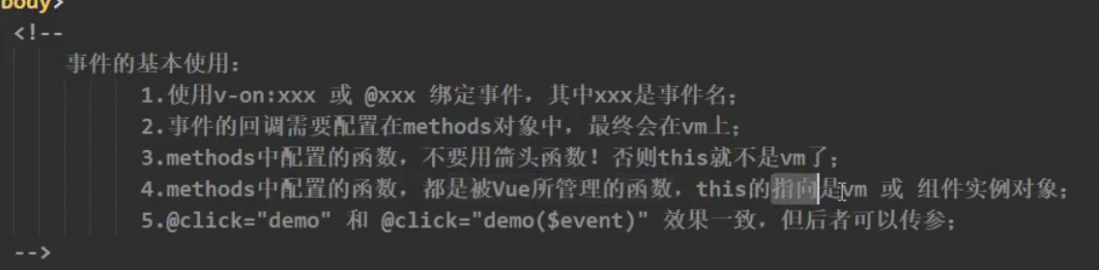 body>
<!--
事件的基本使用：
1.使用v-on:xxx 或 @xxx 绑定事件，其中xxx是事件名；
2.事件的回调需要配置在methods对象中，最终会在vm上；
3.methods中配置的函数，不要用箭头函数！否则this就不是vm了；
4.methods中配置的函数，都是被Vue所管理的函数，this的指向是vm 或 组件实例对象；
5.@click="demo" 和 @click="demo($event)" 效果一致，但后者可以传参；
-->